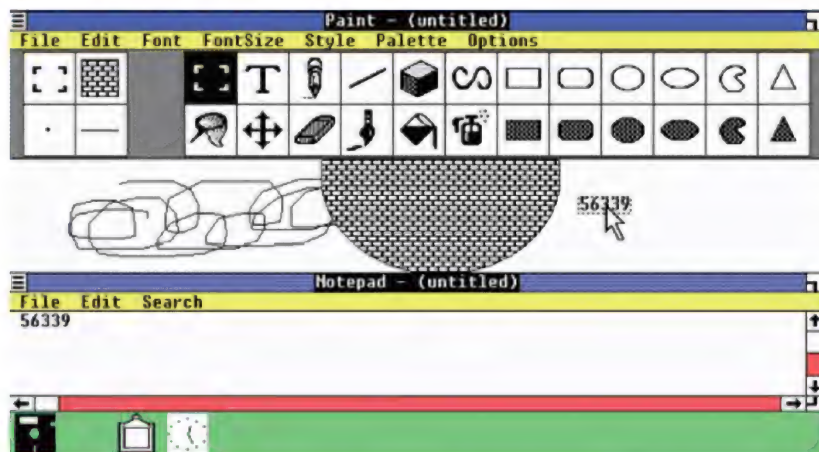 Paint - (untitled)
File Edit Font FontSize Style Palette Options
T
56339
Notepad - (untitled)
File Edit Search
56339